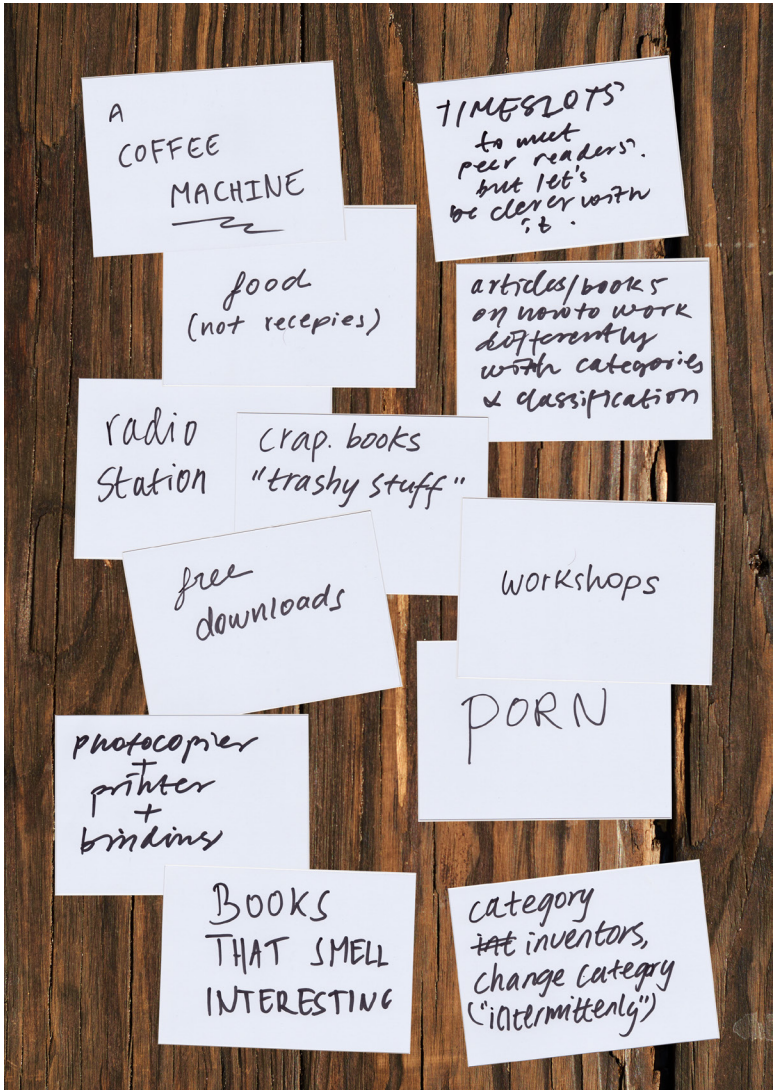 A
COFFEE
MACHINE
TIMESLOTS
to meet
peer readers.
but let's
be clever with
it.
food
(not recepies)
articles/books
on how to work
differently
with categories
& classification
radio
Station
crap. books
"trashy stuff"
free
downloads
workshops
PORN
photocopier
+
printer
+
binding
BOOKS
THAT SMELL
INTERESTING
category
int inventors,
change category
("intermittenly")